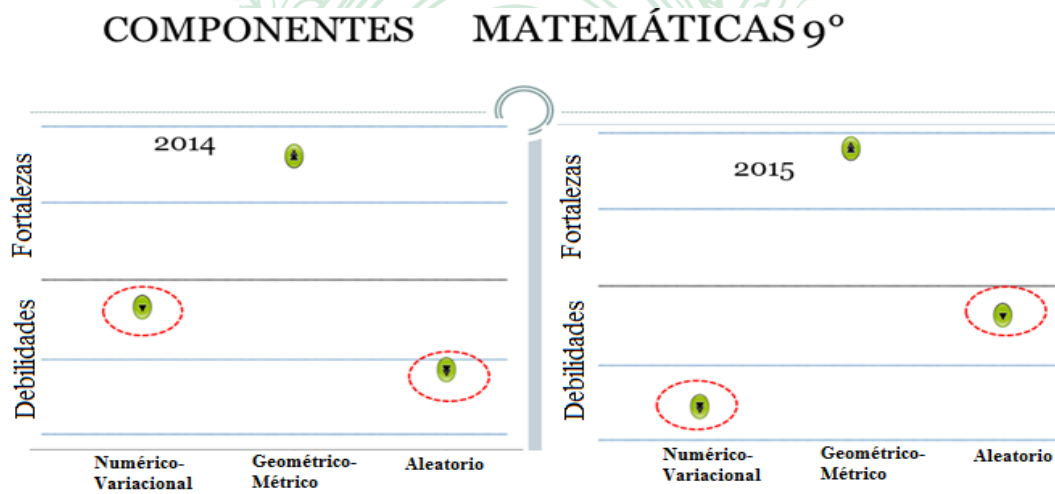 COMPONENTES MATEMÁTICAS 9°
2014
Fortalezas
Debilidades
Numérico-
Variacional
Geométrico-
Métrico
Aleatorio
2015
Fortalezas
Debilidades
Numérico-
Variacional
Geométrico-
Métrico
Aleatorio